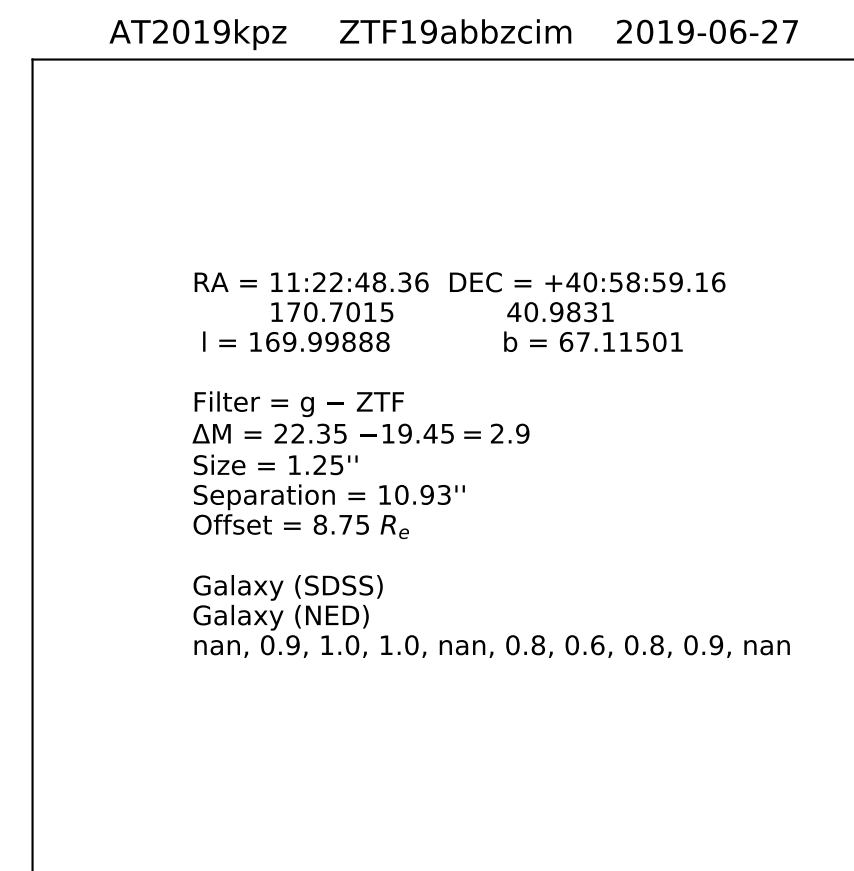 AT2019kpz ZTF19abbzcim 2019-06-27
RA = 11:22:48.36 DEC = +40:58:59.16
170.7015 40.9831
l = 169.99888 b = 67.11501
Filter = g − ZTF
ΔM = 22.35 −19.45 = 2.9
Size = 1.25''
Separation = 10.93''
Offset = 8.75 Rₑ
Galaxy (SDSS)
Galaxy (NED)
nan, 0.9, 1.0, 1.0, nan, 0.8, 0.6, 0.8, 0.9, nan